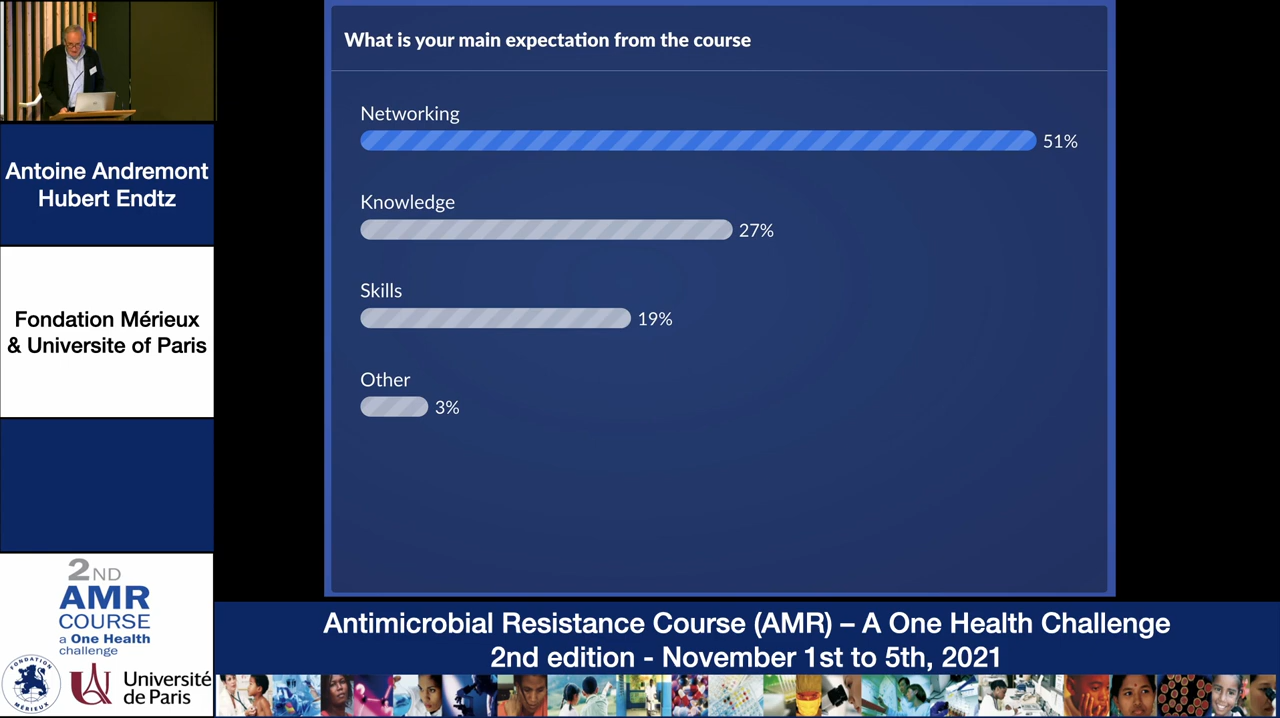 What is your main expectation from the course
Networking
51%
Knowledge
27%
Skills
19%
Other
3%
Antoine Andremont
Hubert Endtz
Fondation Mérieux
& Universite of Paris
2ND
AMR
COURSE
a One Health
challenge
FONDATION
MÉRIEUX
Université
de Paris
Antimicrobial Resistance Course (AMR) – A One Health Challenge
2nd edition - November 1st to 5th, 2021